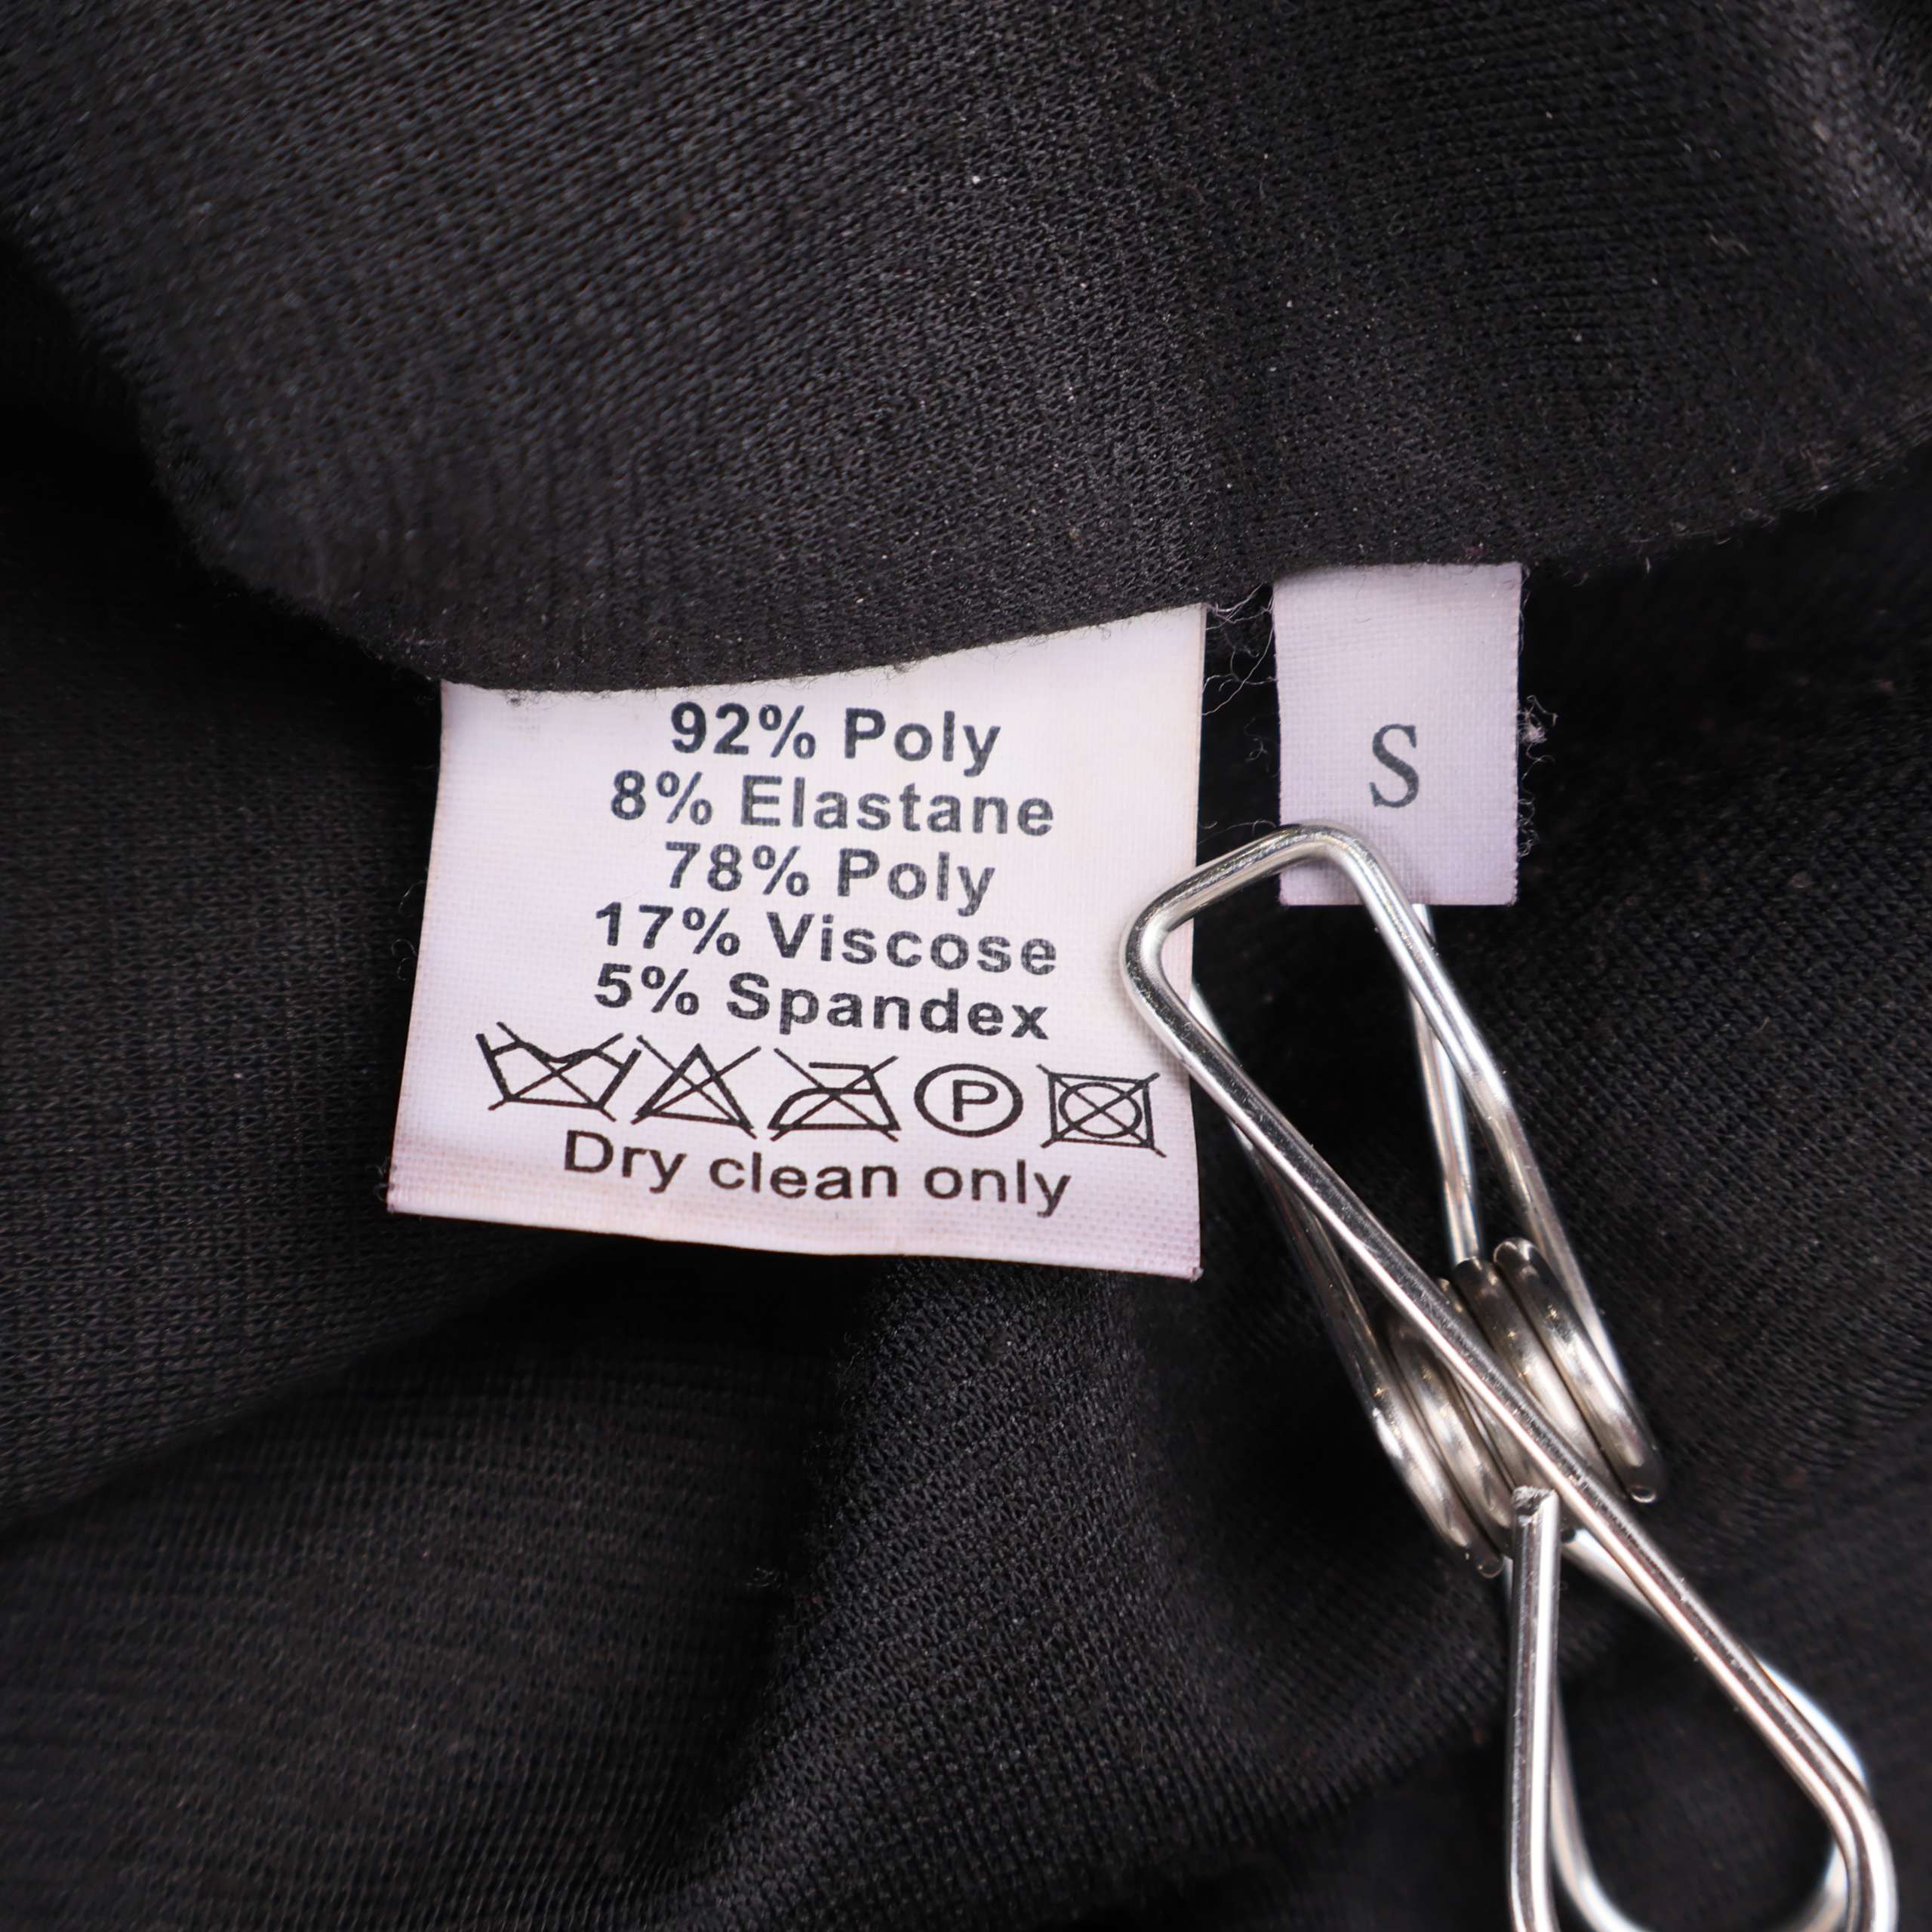 92% Poly
8% Elastane
78% Poly
17% Viscose
5% Spandex
P
Dry clean only
S